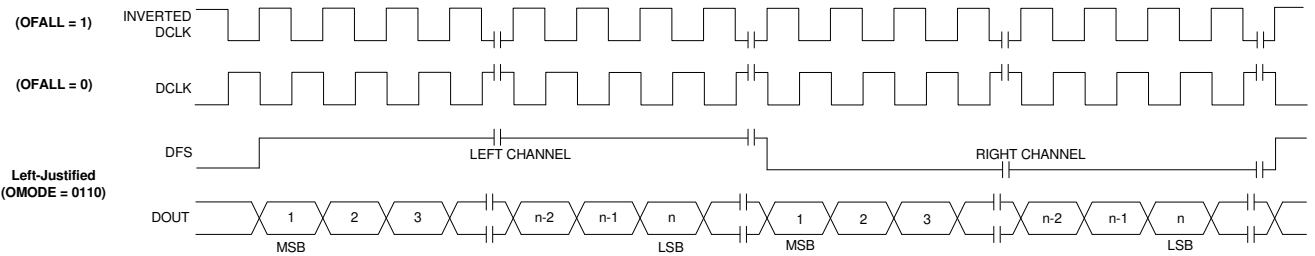 (OFALL = 1) INVERTED DCLK
(OFALL = 0) DCLK
DFS LEFT CHANNEL RIGHT CHANNEL
Left-Justified (OMODE = 0110)
DOUT 1 2 3 n-2 n-1 n 1 2 3 n-2 n-1 n
MSB LSB MSB LSB